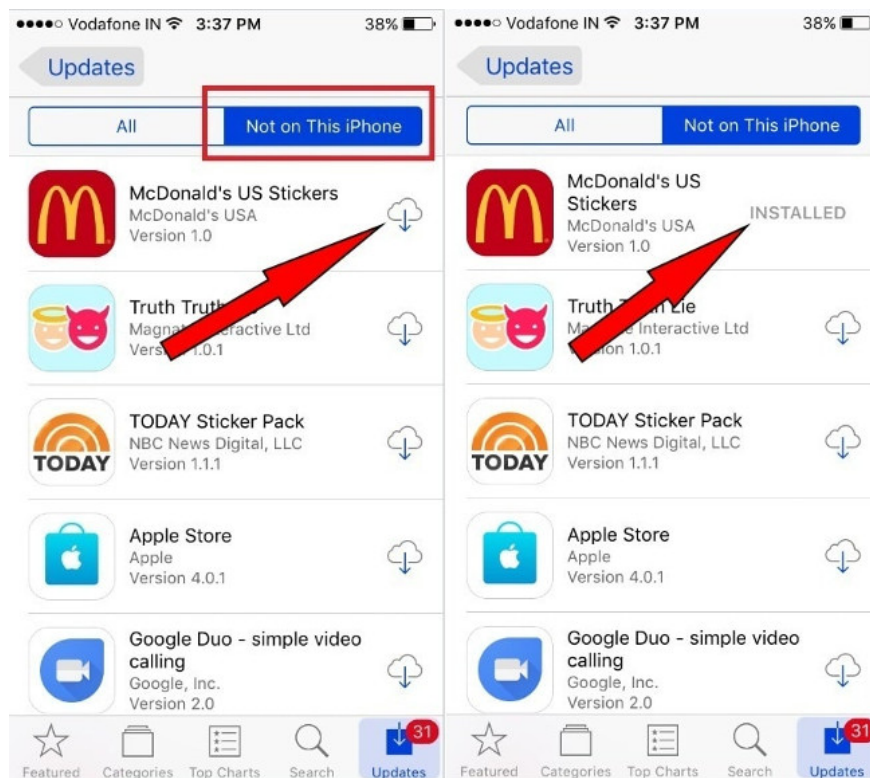 Vodafone IN 3:37 PM 38%
Updates
All Not on This iPhone
McDonald's US Stickers
McDonald's USA
Version 1.0
Truth Truth
Magnat eractive Ltd
Vers 1.0.1
TODAY
TODAY Sticker Pack
NBC News Digital, LLC
Version 1.1.1
Apple Store
Apple
Version 4.0.1
Google Duo - simple video
calling
Google, Inc.
Version 2.0
31
Featured Categories Top Charts Search Updates
Vodafone IN 3:37 PM 38%
Updates
All Not on This iPhone
McDonald's US
Stickers
INSTALLED
McDonald's USA
Version 1.0
Truth Lie
Interactive Ltd
1.0.1
TODAY
TODAY Sticker Pack
NBC News Digital, LLC
Version 1.1.1
Apple Store
Apple
Version 4.0.1
Google Duo - simple video
calling
Google, Inc.
Version 2.0
31
Featured Categories Top Charts Search Updates